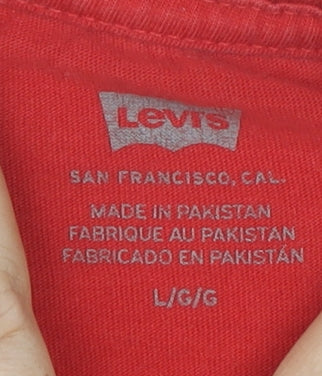 Levi's
SAN FRANCISCO, CAL.
MADE IN PAKISTAN
FABRIQUE AU PAKISTAN
FABRICADO EN PAKISTÁN
L/G/G